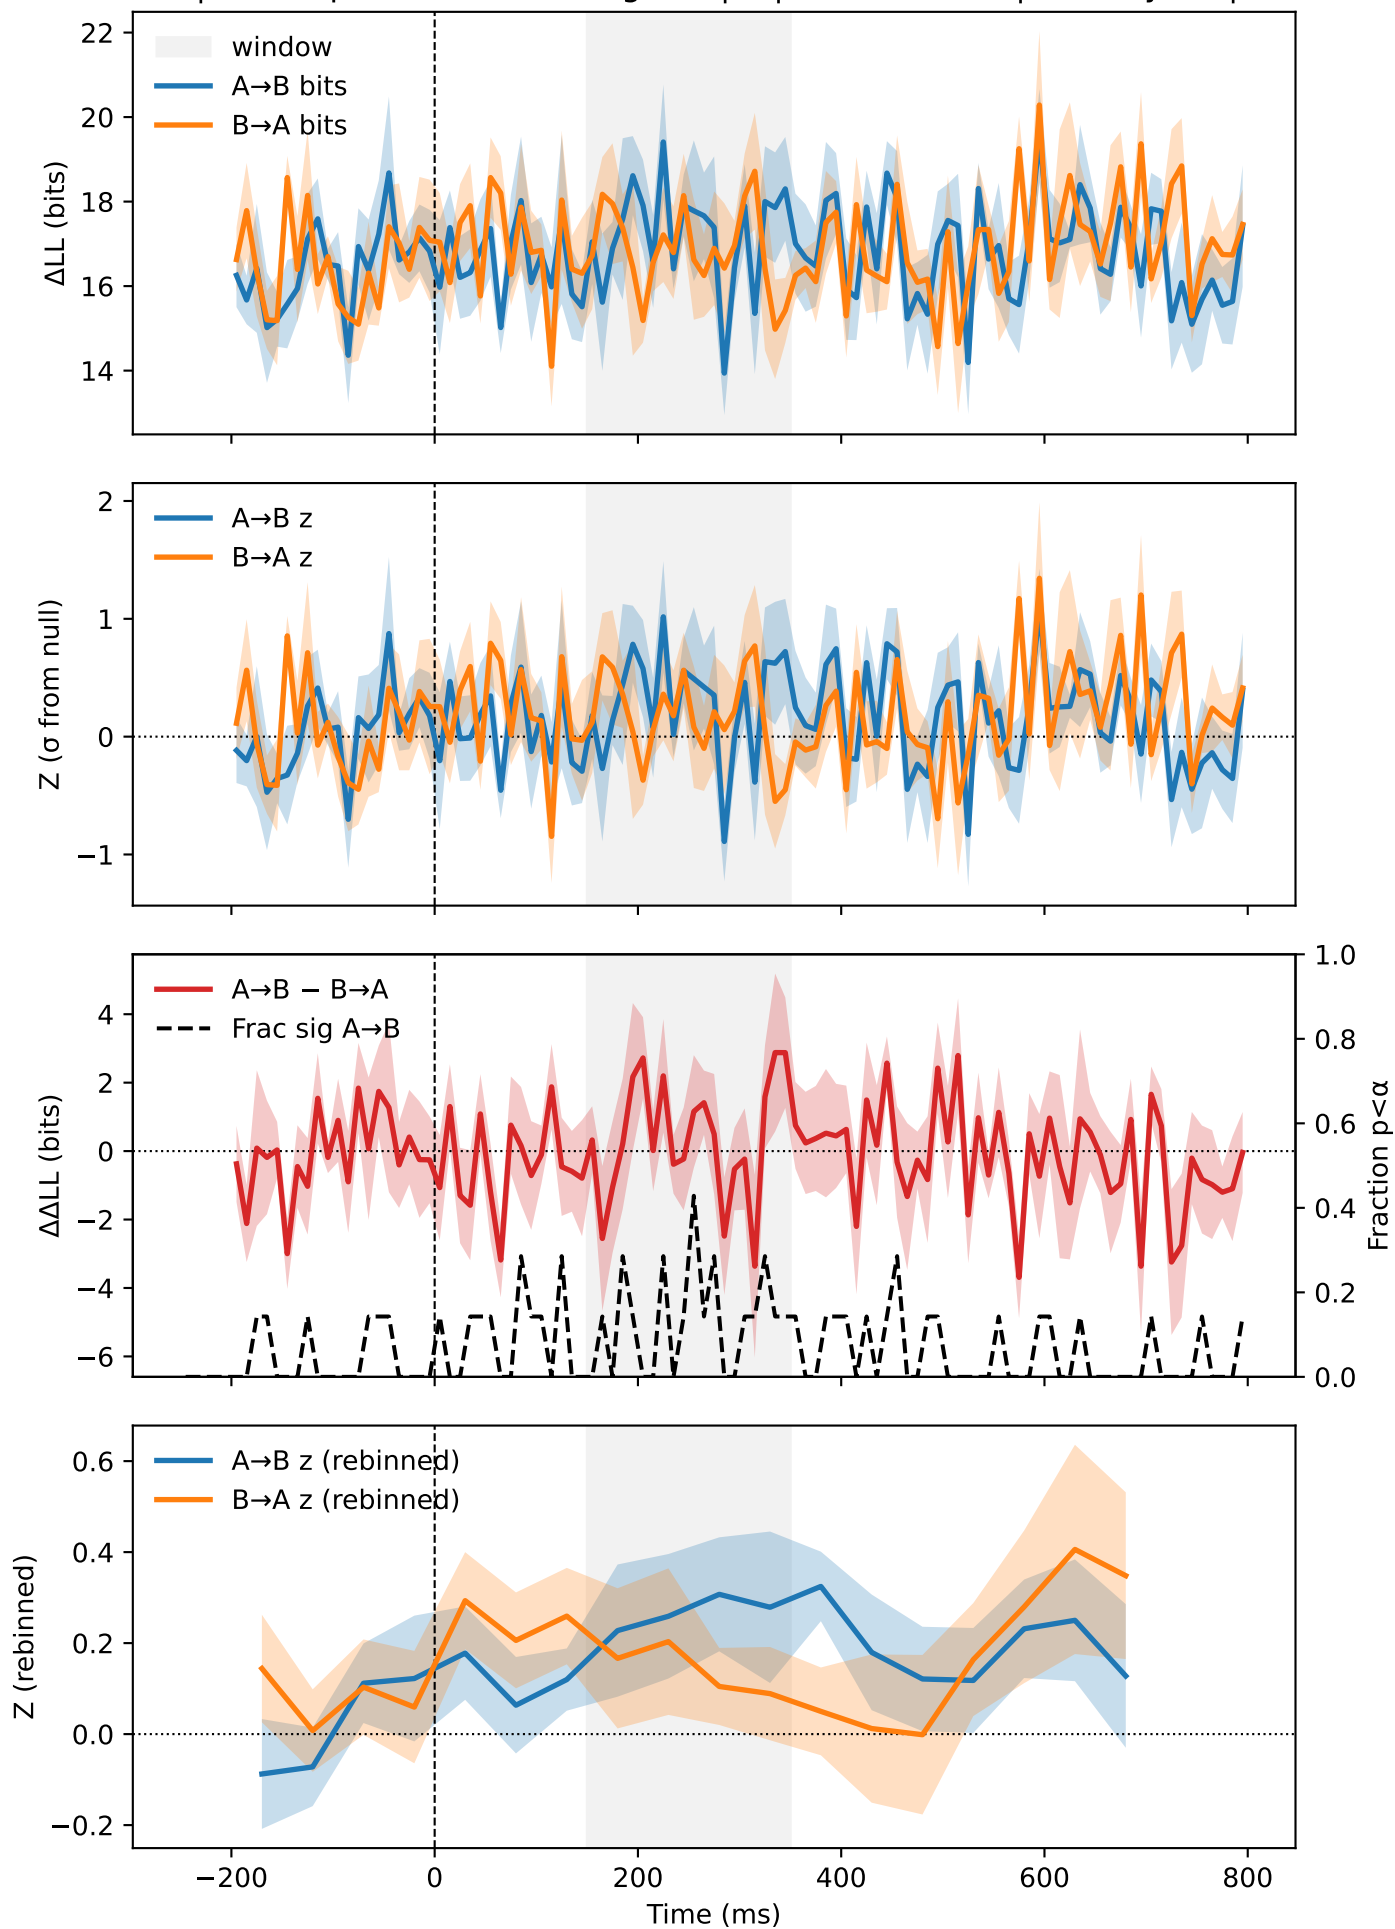 22
20
18
16
14
ΔLL (bits)
window
A→B bits
B→A bits
2
1
0
−1
Z (σ from null)
A→B z
B→A z
4
2
0
−2
−4
−6
ΔΔLL (bits)
A→B − B→A
Frac sig A→B
1.0
0.8
0.6
0.4
0.2
0.0
Fraction p<α
0.6
0.4
0.2
0.0
−0.2
Z (rebinned)
A→B z (rebinned)
B→A z (rebinned)
−200 0 200 400 600 800
Time (ms)